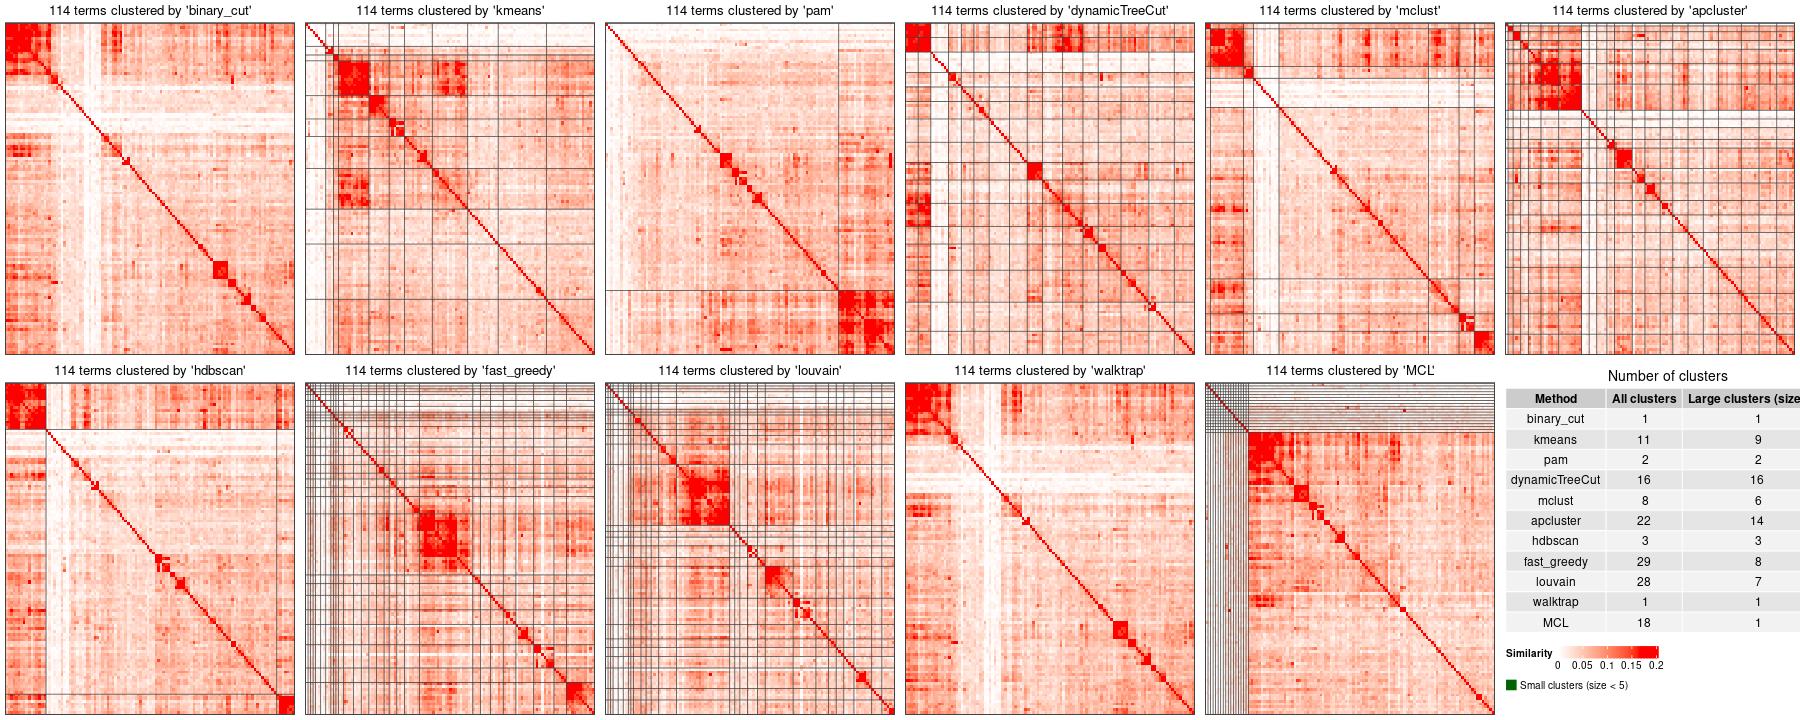 114 terms clustered by 'binary_cut'
114 terms clustered by 'kmeans'
114 terms clustered by 'pam'
114 terms clustered by 'dynamicTreeCut'
114 terms clustered by 'mclust'
114 terms clustered by 'apcluster'
114 terms clustered by 'hdbscan'
114 terms clustered by 'fast_greedy'
114 terms clustered by 'louvain'
114 terms clustered by 'walktrap'
114 terms clustered by 'MCL'
Number of clusters
Method All clusters Large clusters (size
binary_cut 1 1
kmeans 11 9
pam 2 2
dynamicTreeCut 16 16
mclust 8 6
apcluster 22 14
hdbscan 3 3
fast_greedy 29 8
louvain 28 7
walktrap 1 1
MCL 18 1
Similarity
0 0.05 0.1 0.15 0.2
Small clusters (size < 5)